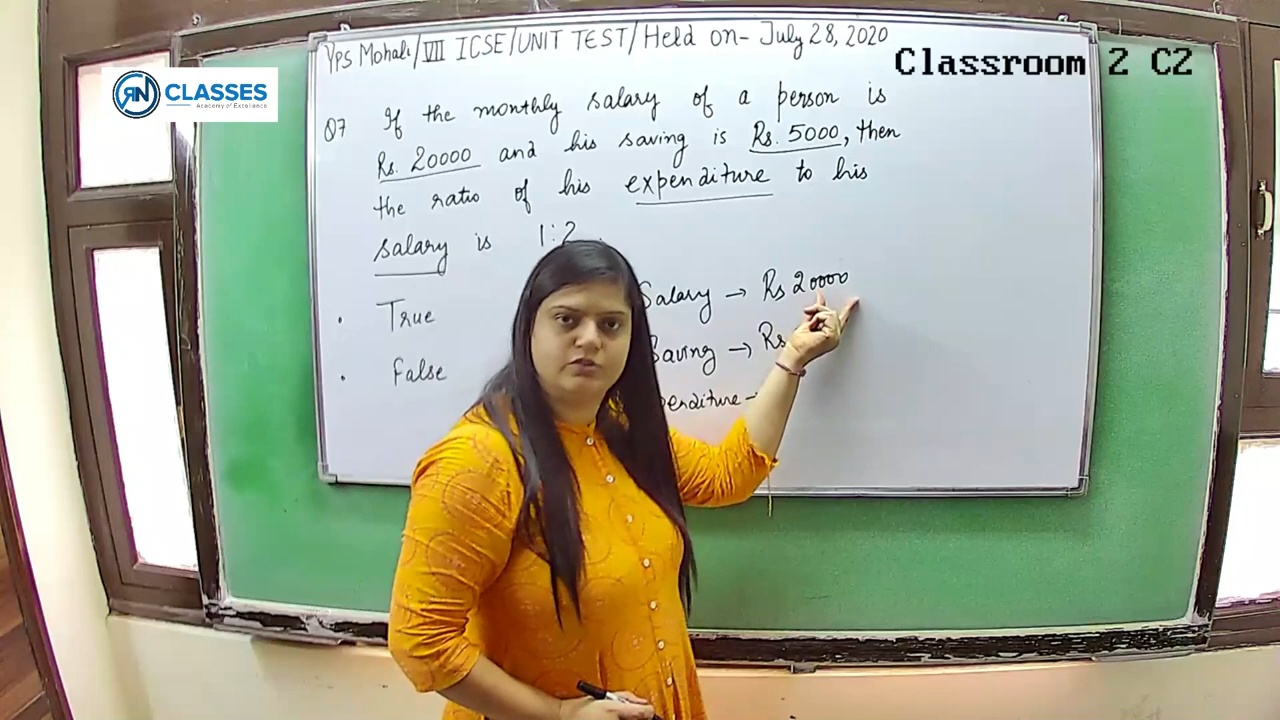 Yps Mohali/VII ICSE/UNIT TEST/Held on- July 28, 2020
Classroom 2 C2
RN CLASSES
Academy of Excellence
Q7 If the monthly salary of a person is
Rs. 20000 and his saving is Rs. 5000, then
the ratio of his expenditure to his
salary is 1:2.
. True
. False
Salary → Rs 20000
Saving → Rs
penditure -